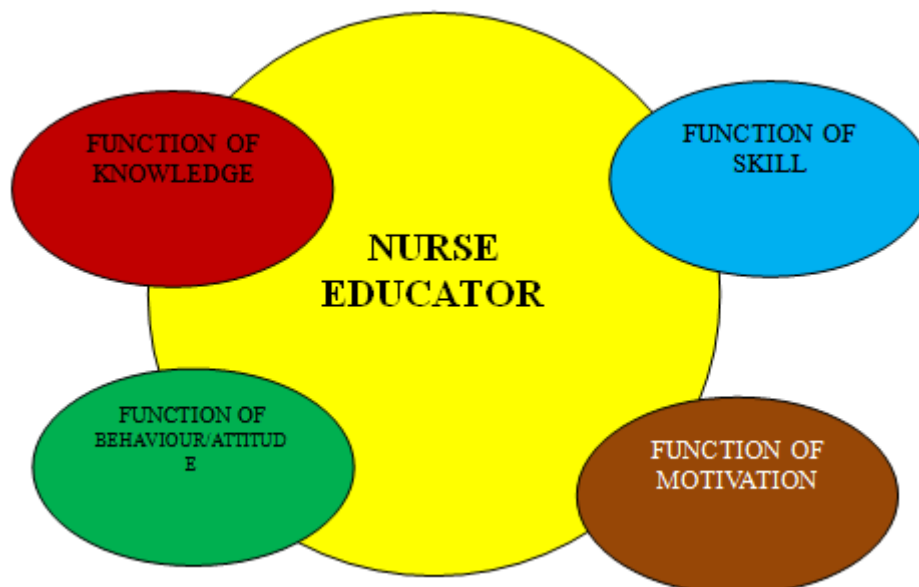 FUNCTION OF
KNOWLEDGE
FUNCTION OF
SKILL
NURSE
EDUCATOR
FUNCTION OF
BEHAVIOUR/ATTITUD
E
FUNCTION OF
MOTIVATION